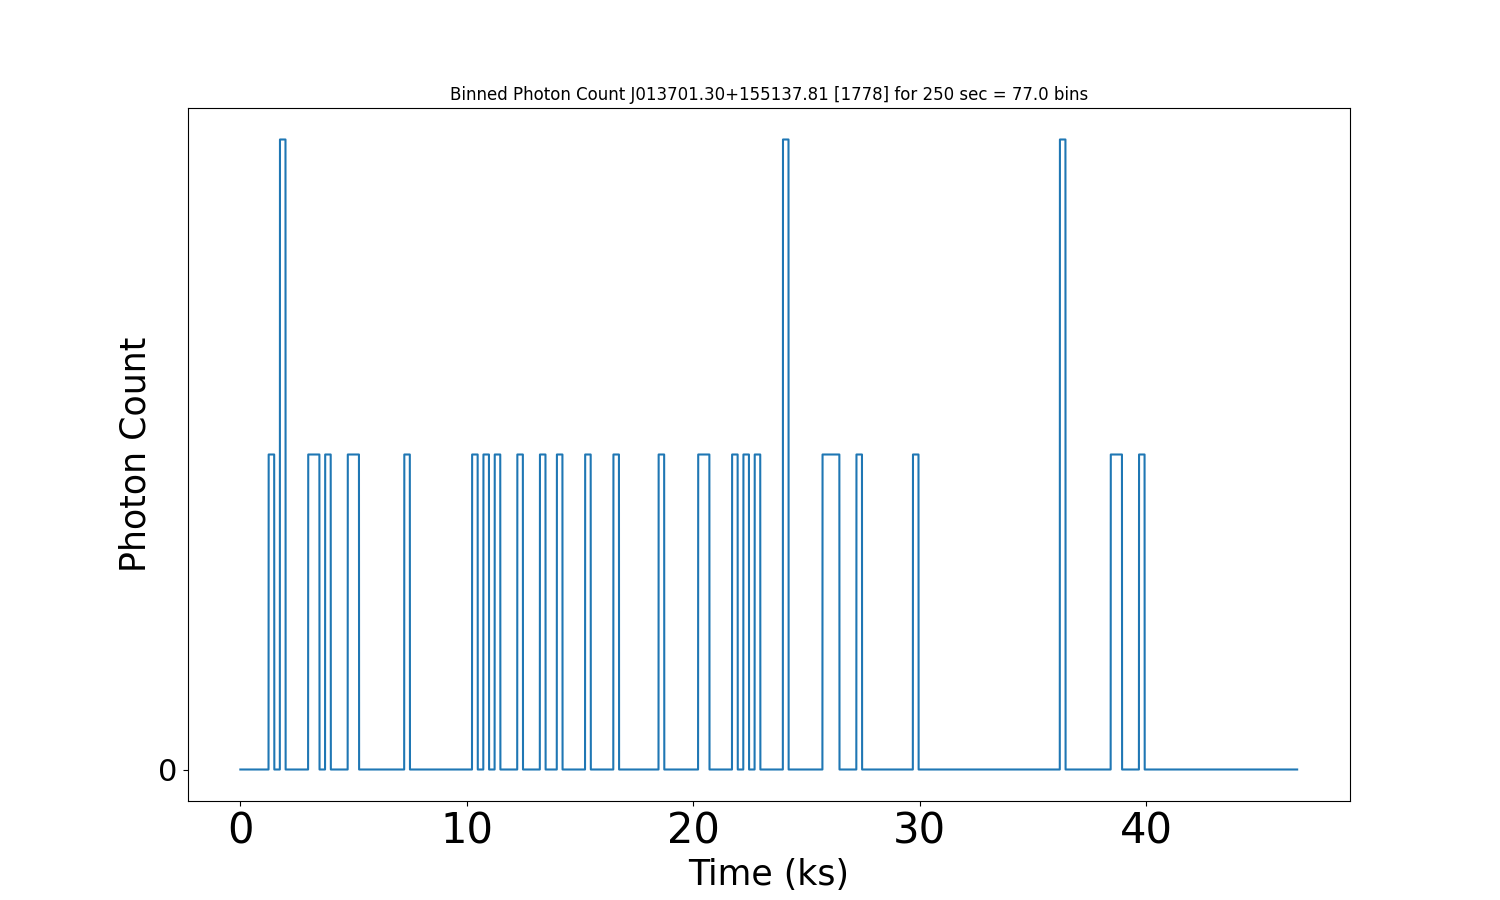 Binned Photon Count J013701.30+155137.81 [1778] for 250 sec = 77.0 bins
Photon Count
0
0 10 20 30 40
Time (ks)